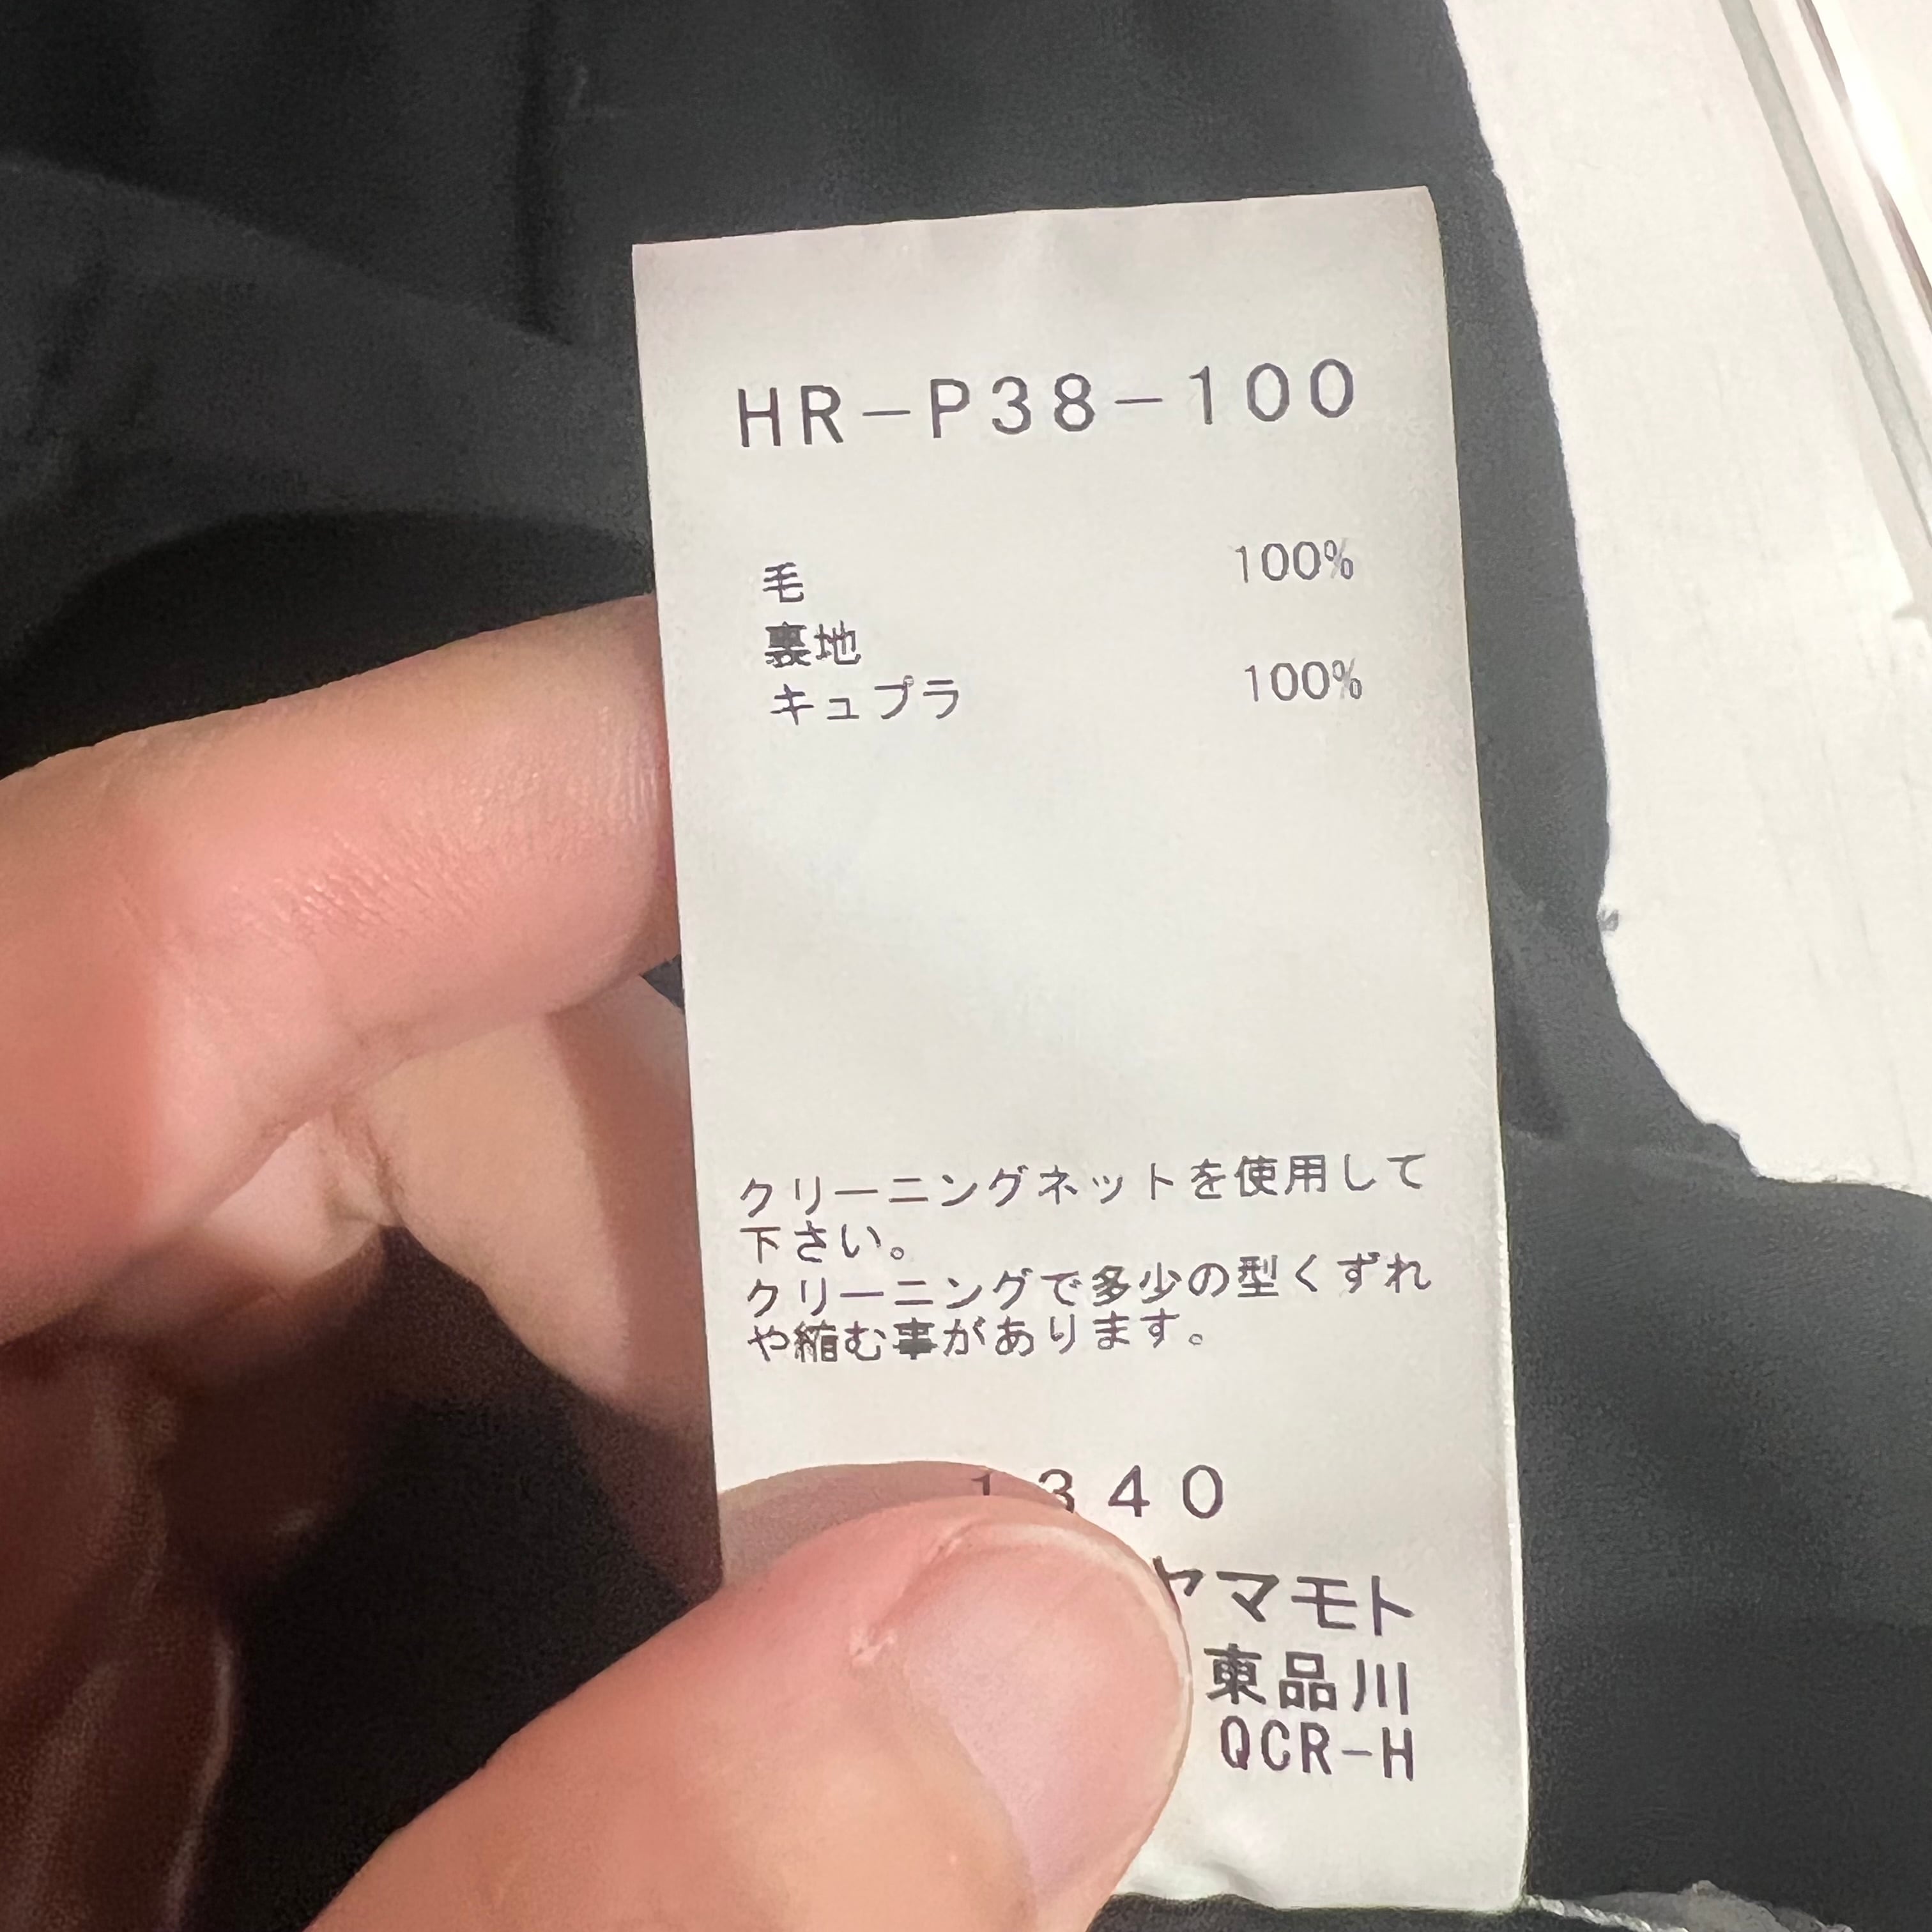 HR-P38-100
毛 100%
裏地
キュプラ 100%
クリーニングネットを使用して
下さい。
クリーニングで多少の型くずれ
や縮む事があります。
1340
ヤマモト
東品川
QCR-H